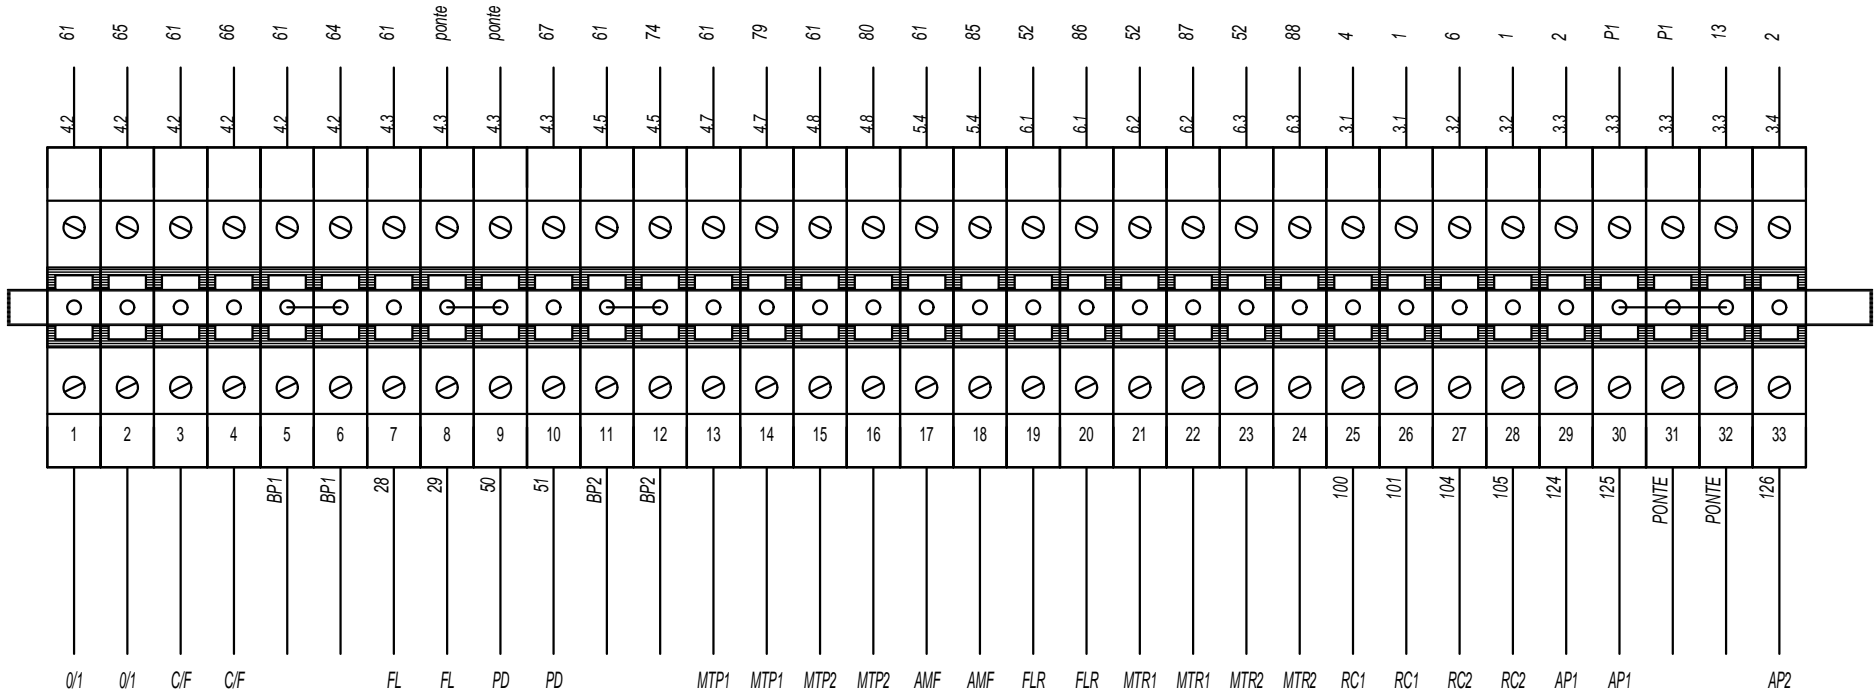 61 65 61 66 61 64 61 ponte ponte 67 61 74 61 79 61 80 61 85 52 86 52 87 52 88 4 1 6 1 2 P1 P1 13 2
4.2 4.2 4.2 4.2 4.2 4.2 4.3 4.3 4.3 4.3 4.5 4.5 4.7 4.7 4.8 4.8 5.4 5.4 6.1 6.1 6.2 6.2 6.3 6.3 3.1 3.1 3.2 3.2 3.3 3.3 3.3 3.3 3.4
1 2 3 4 5 6 7 8 9 10 11 12 13 14 15 16 17 18 19 20 21 22 23 24 25 26 27 28 29 30 31 32 33
BP1 BP1 28 29 50 51 BP2 BP2 100 101 104 105 124 125 PONTE PONTE 126
0/1 0/1 C/F C/F FL FL PD PD MTP1 MTP1 MTP2 MTP2 AMF AMF FLR FLR MTR1 MTR1 MTR2 MTR2 RC1 RC1 RC2 RC2 AP1 AP1 AP2